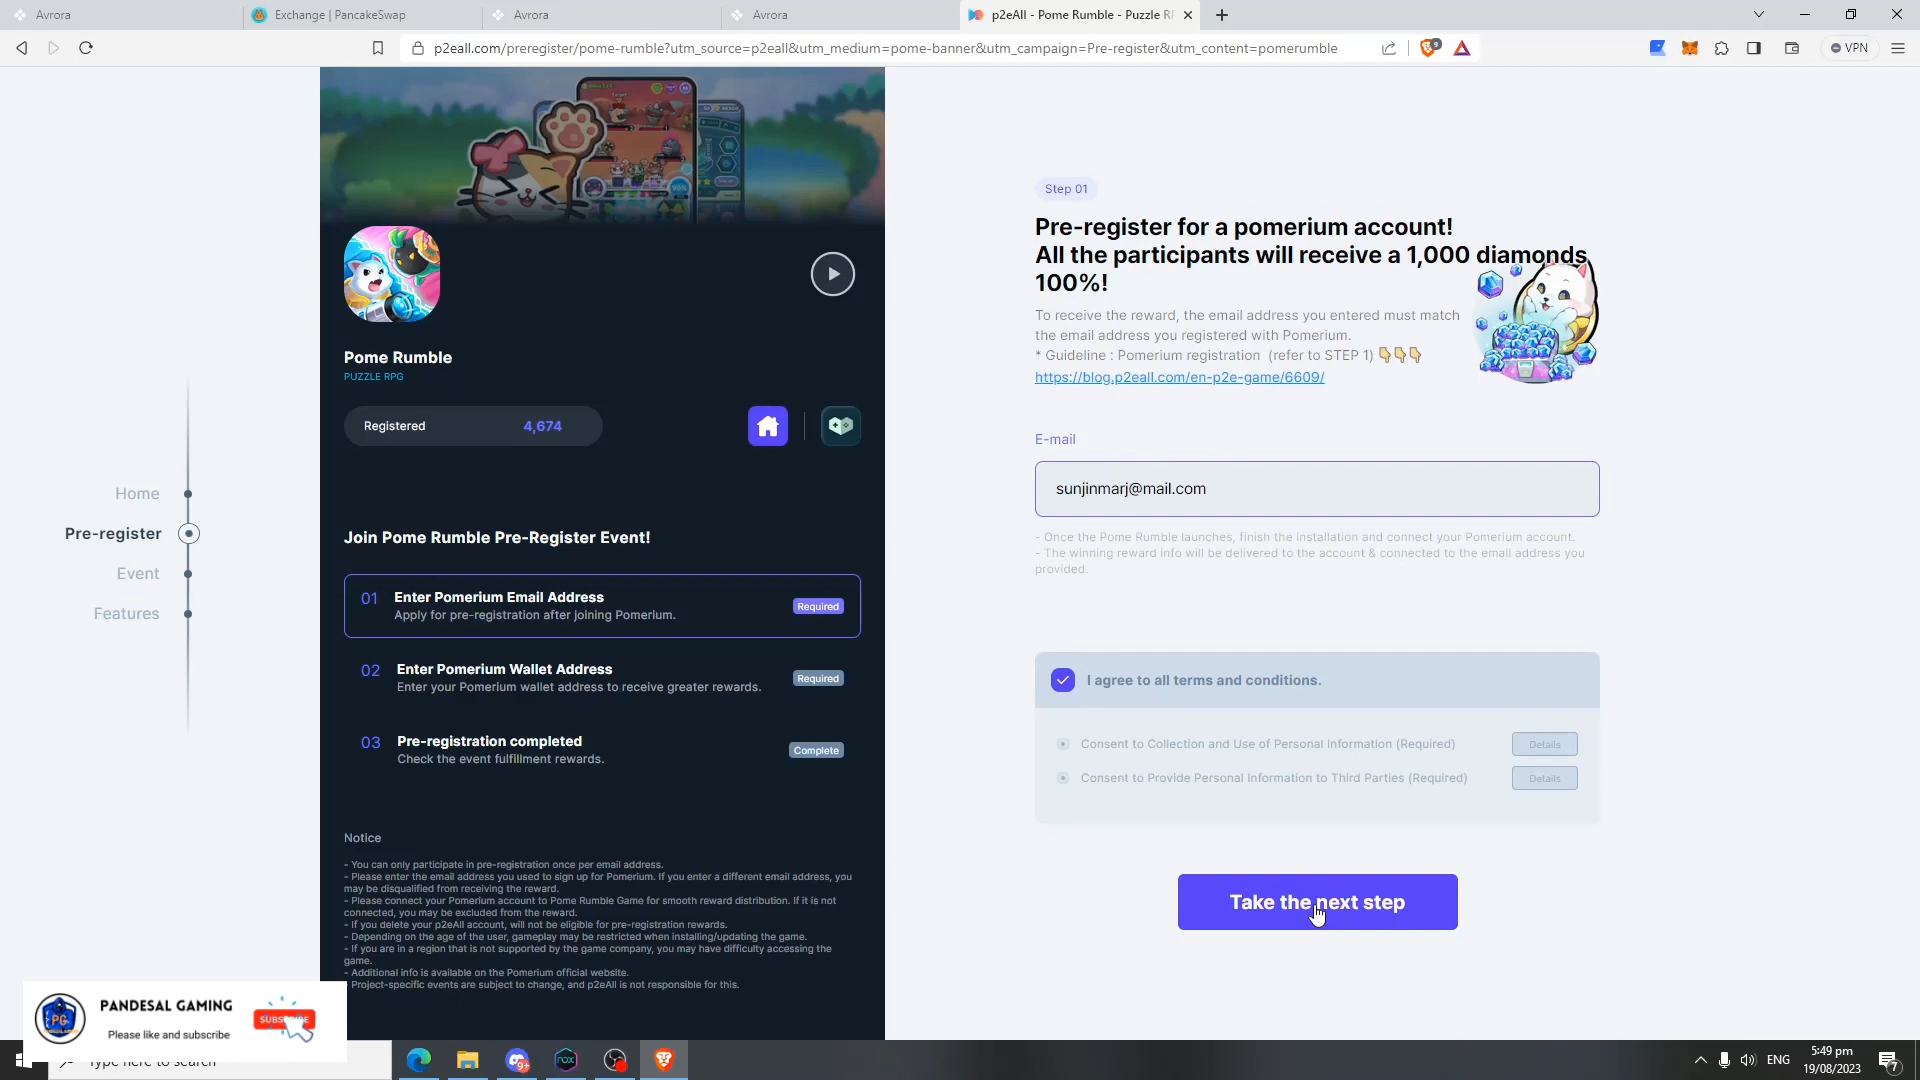 Avrora
Exchange | PancakeSwap
Avrora
Avrora
p2eAll - Pome Rumble - Puzzle R
p2eall.com/preregister/pome-rumble?utm_source=p2eall&utm_medium=pome-banner&utm_campaign=Pre-register&utm_content=pomerumble
9
VPN
Home
Pre-register
Event
Features
Pome Rumble
PUZZLE RPG
Registered 4,674
Join Pome Rumble Pre-Register Event!
01 Enter Pomerium Email Address
Apply for pre-registration after joining Pomerium.
Required
02 Enter Pomerium Wallet Address
Enter your Pomerium wallet address to receive greater rewards.
Required
03 Pre-registration completed
Check the event fulfillment rewards.
Complete
Notice
- You can only participate in pre-registration once per email address.
- Please enter the email address you used to sign up for Pomerium. If you enter a different email address, you
may be disqualified from receiving the reward.
- Please connect your Pomerium account to Pome Rumble Game for smooth reward distribution. If it is not
connected, you may be excluded from the reward.
- If you delete your p2eAll account, will not be eligible for pre-registration rewards.
- Depending on the age of the user, gameplay may be restricted when installing/updating the game.
- If you are in a region that is not supported by the game company, you may have difficulty accessing the
game.
- Additional info is available on the Pomerium official website.
Project-specific events are subject to change, and p2eAll is not responsible for this.
Step 01
Pre-register for a pomerium account!
All the participants will receive a 1,000 diamonds
100%!
To receive the reward, the email address you entered must match
the email address you registered with Pomerium.
* Guideline : Pomerium registration (refer to STEP 1) 👇👇👇
https://blog.p2eall.com/en-p2e-game/6609/
E-mail
sunjinmarj@mail.com
- Once the Pome Rumble launches, finish the installation and connect your Pomerium account.
- The winning reward info will be delivered to the account & connected to the email address you
provided.
I agree to all terms and conditions.
Consent to Collection and Use of Personal Information (Required)
Details
Consent to Provide Personal Information to Third Parties (Required)
Details
Take the next step
PG
PANDESAL GAMING
Please like and subscribe
SUBSCRIBE
Type here to search
9+
nox
ENG
5:49 pm
19/08/2023
7